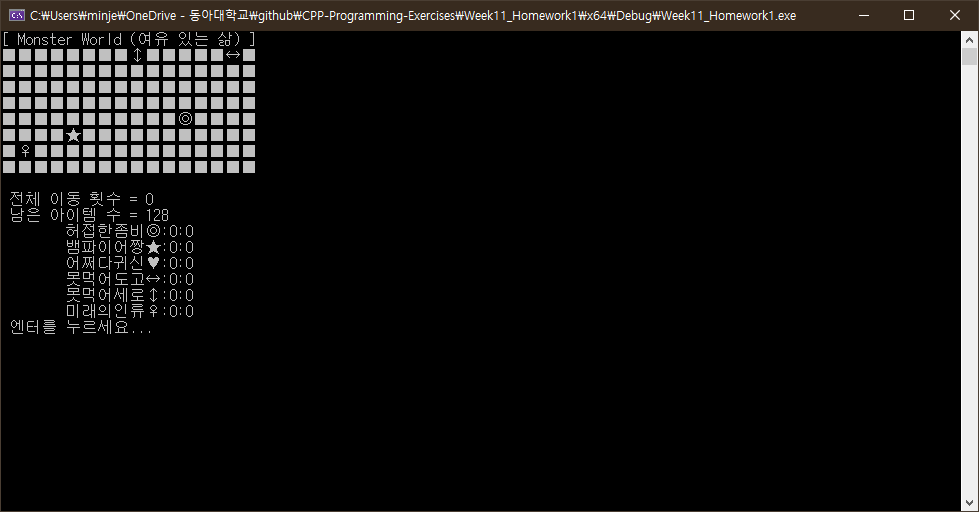 C:\Users\minje\OneDrive - 동아대학교\github\CPP-Programming-Exercises\Week11_Homework1\x64\Debug\Week11_Homework1.exe
[ Monster World (여유 있는 삶) ]
■■■■■■■■↕■■■■■↔■
■■■■■■■■■■■■■■■■
■■■■■■■■■■■■■■■■
■■■■■■■■■■■■■■■■
■■■■■■■■■■■◎■■■■
■■■■★■■■■■■■■■■■
■♀■■■■■■■■■■■■■■
■■■■■■■■■■■■■■■■
전체 이동 횟수 = 0
남은 아이템 수 = 128
허접한좀비◎:0:0
뱀파이어짱★:0:0
어쩌다귀신♥:0:0
못먹어도고↔:0:0
못먹어세로↕:0:0
미래의인류♀:0:0
엔터를 누르세요...